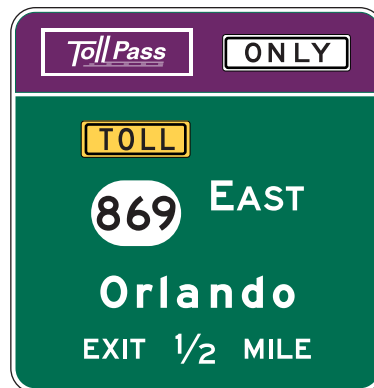 Toll Pass ONLY
TOLL
869 EAST
Orlando
EXIT 1/2 MILE